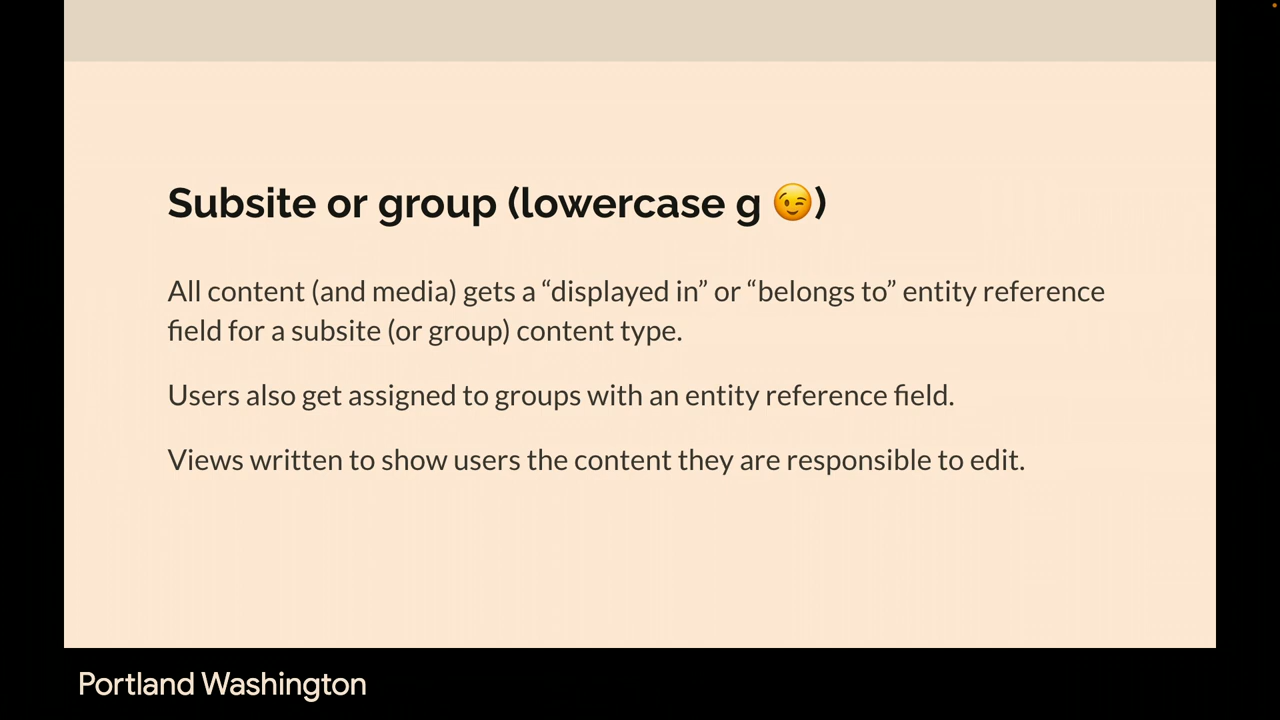 Subsite or group (lowercase g 😉)
All content (and media) gets a “displayed in” or “belongs to” entity reference
field for a subsite (or group) content type.
Users also get assigned to groups with an entity reference field.
Views written to show users the content they are responsible to edit.
Portland Washington